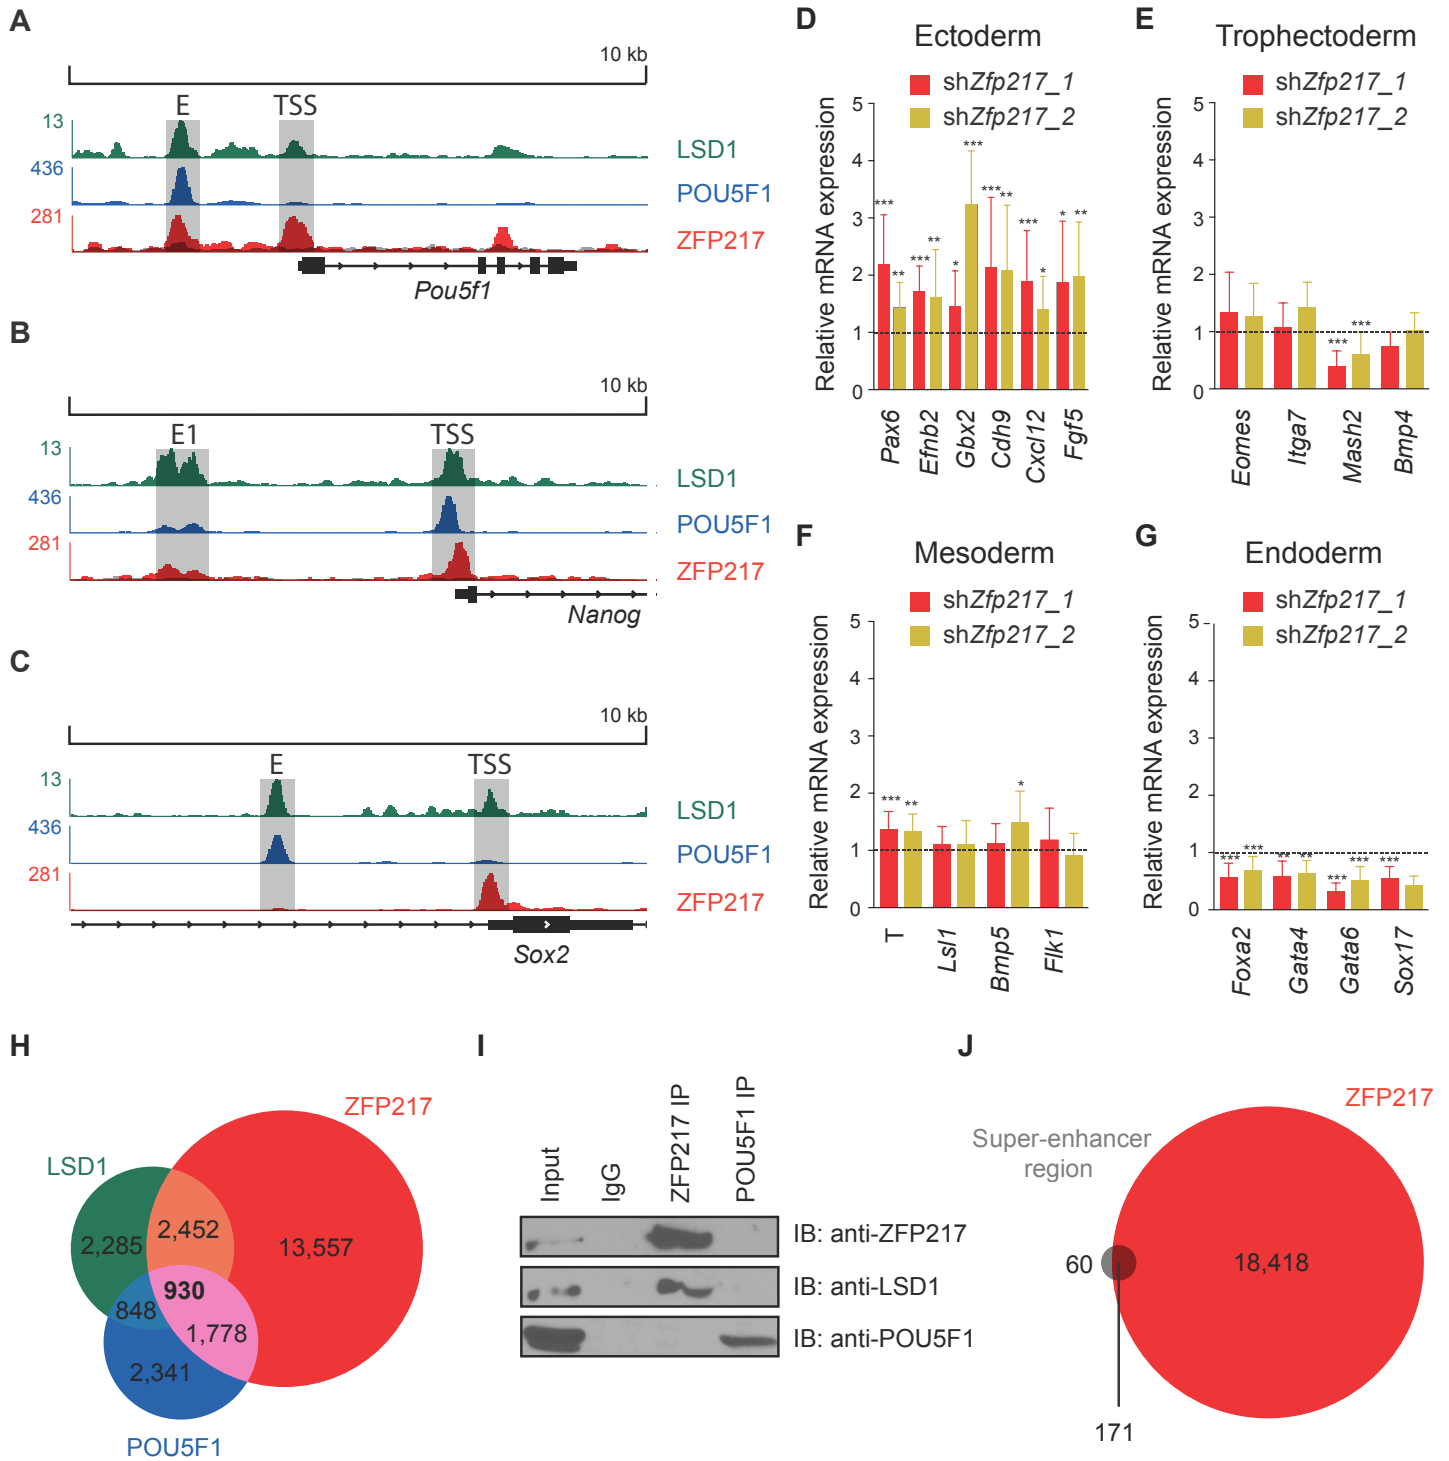 A
10 kb
E
TSS
13
LSD1
436
POU5F1
281
ZFP217
Pou5f1
B
10 kb
E1
TSS
13
LSD1
436
POU5F1
281
ZFP217
Nanog
C
10 kb
E
TSS
13
LSD1
436
POU5F1
281
ZFP217
Sox2
D
Ectoderm
shZfp217_1
shZfp217_2
Relative mRNA expression
5
4
3
2
1
0
*** ** *** ** * *** *** ** *** * * **
Pax6
Efnb2
Gbx2
Cdh9
Cxcl12
Fgf5
E
Trophectoderm
shZfp217_1
shZfp217_2
Relative mRNA expression
5
4
3
2
1
0
*** ***
Eomes
Itga7
Mash2
Bmp4
F
Mesoderm
shZfp217_1
shZfp217_2
Relative mRNA expression
5
4
3
2
1
0
*** ** *
T
Lsl1
Bmp5
Flk1
G
Endoderm
shZfp217_1
shZfp217_2
Relative mRNA expression
5
4
3
2
1
0
*** *** ** ** *** *** ***
Foxa2
Gata4
Gata6
Sox17
H
ZFP217
LSD1
2,285
2,452
13,557
930
848
1,778
2,341
POU5F1
I
Input
IgG
ZFP217 IP
POU5F1 IP
IB: anti-ZFP217
IB: anti-LSD1
IB: anti-POU5F1
J
ZFP217
Super-enhancer
region
60
18,418
171